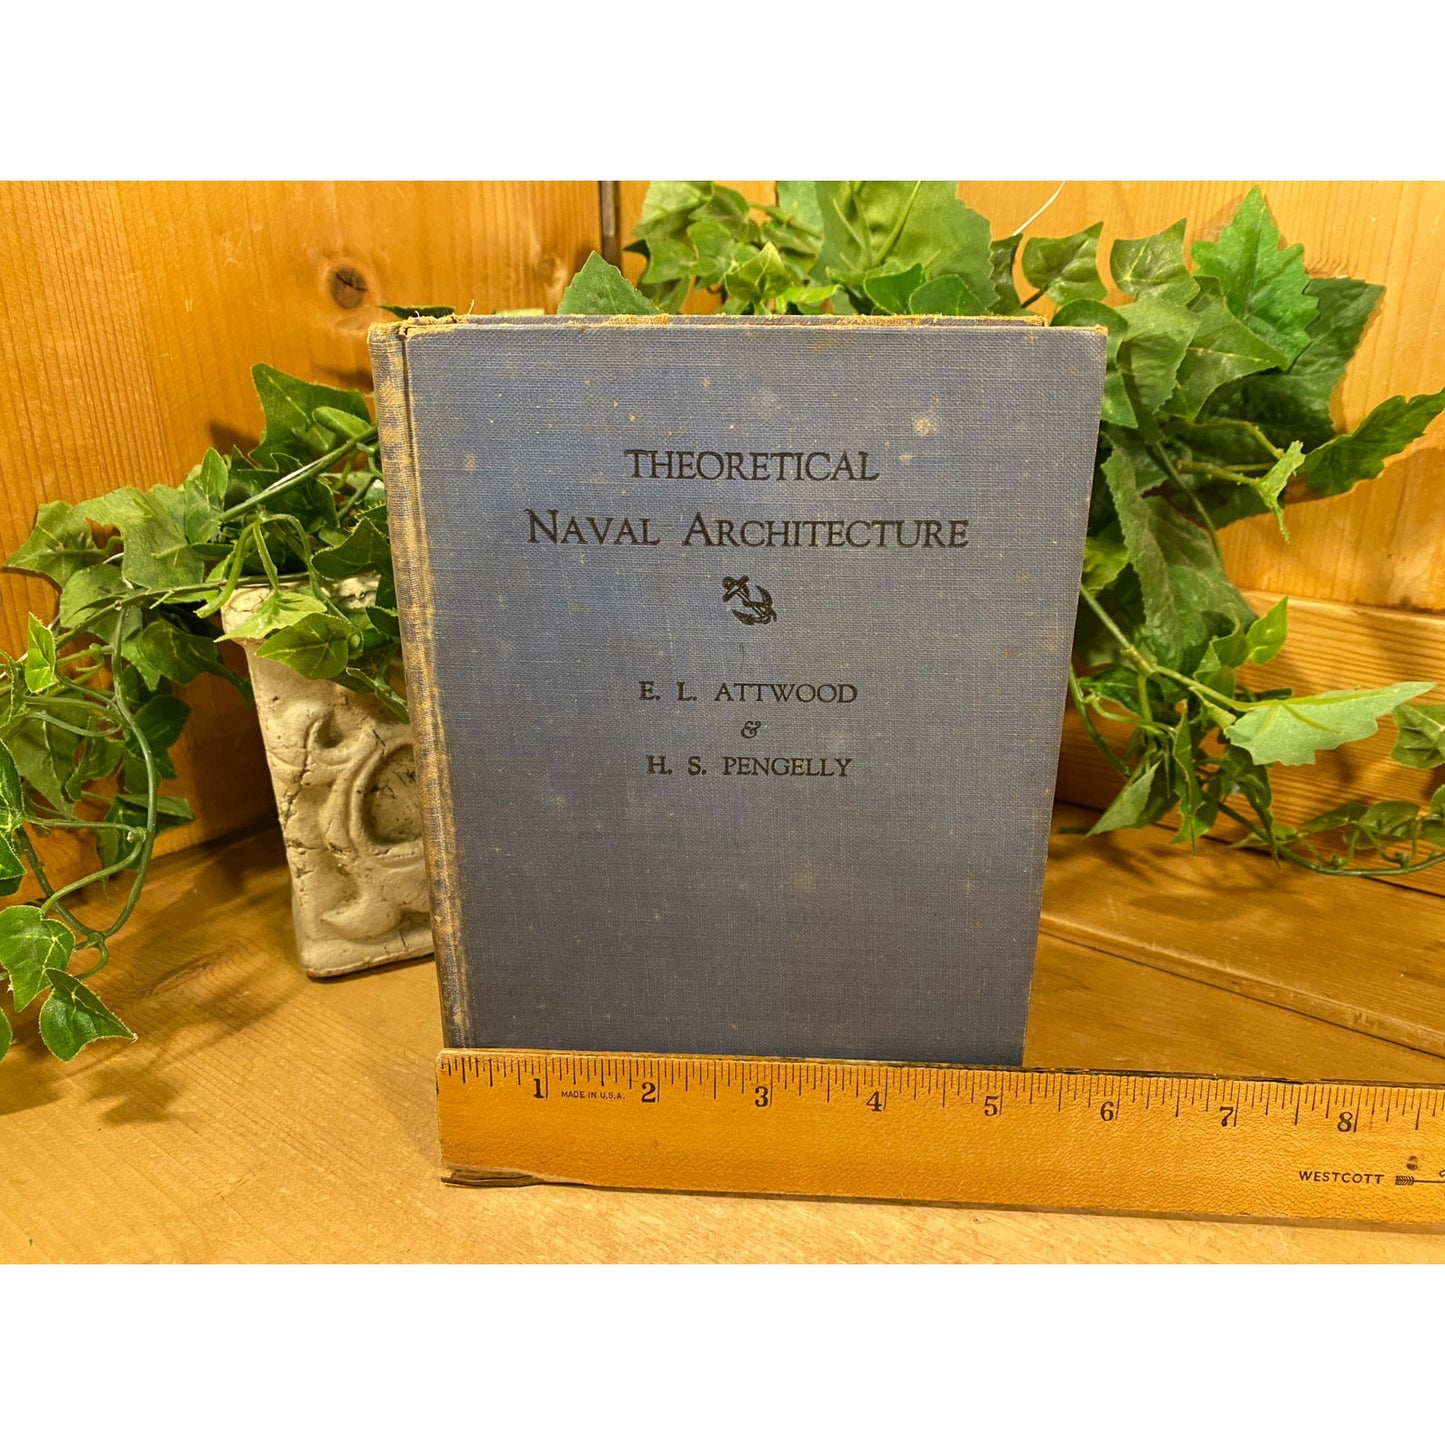 THEORETICAL
NAVAL ARCHITECTURE
E. L. ATTWOOD
&
H. S. PENGELLY
1 MADE IN U.S.A. 2 3 4 5 6 7 8
WESTCOTT